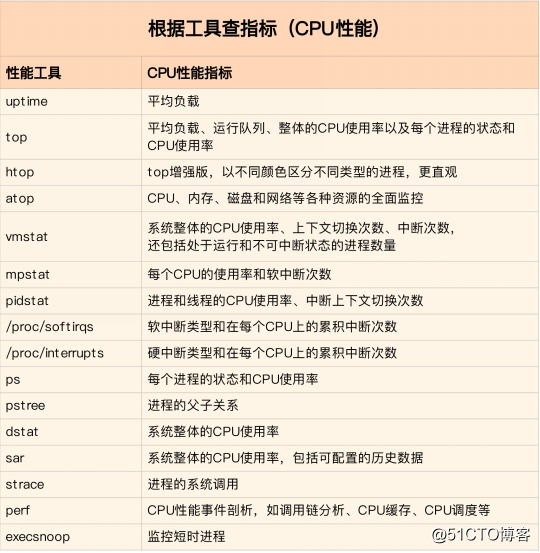 根据工具查指标（CPU性能）
性能工具 CPU性能指标
uptime 平均负载
top 平均负载、运行队列、整体的CPU使用率以及每个进程的状态和
CPU使用率
htop top增强版，以不同颜色区分不同类型的进程，更直观
atop CPU、内存、磁盘和网络等各种资源的全面监控
vmstat 系统整体的CPU使用率、上下文切换次数、中断次数，
还包括处于运行和不可中断状态的进程数量
mpstat 每个CPU的使用率和软中断次数
pidstat 进程和线程的CPU使用率、中断上下文切换次数
/proc/softirqs 软中断类型和在每个CPU上的累积中断次数
/proc/interrupts 硬中断类型和在每个CPU上的累积中断次数
ps 每个进程的状态和CPU使用率
pstree 进程的父子关系
dstat 系统整体的CPU使用率
sar 系统整体的CPU使用率，包括可配置的历史数据
strace 进程的系统调用
perf CPU性能事件剖析，如调用链分析、CPU缓存、CPU调度等
execsnoop 监控短时进程
@51CTO博客